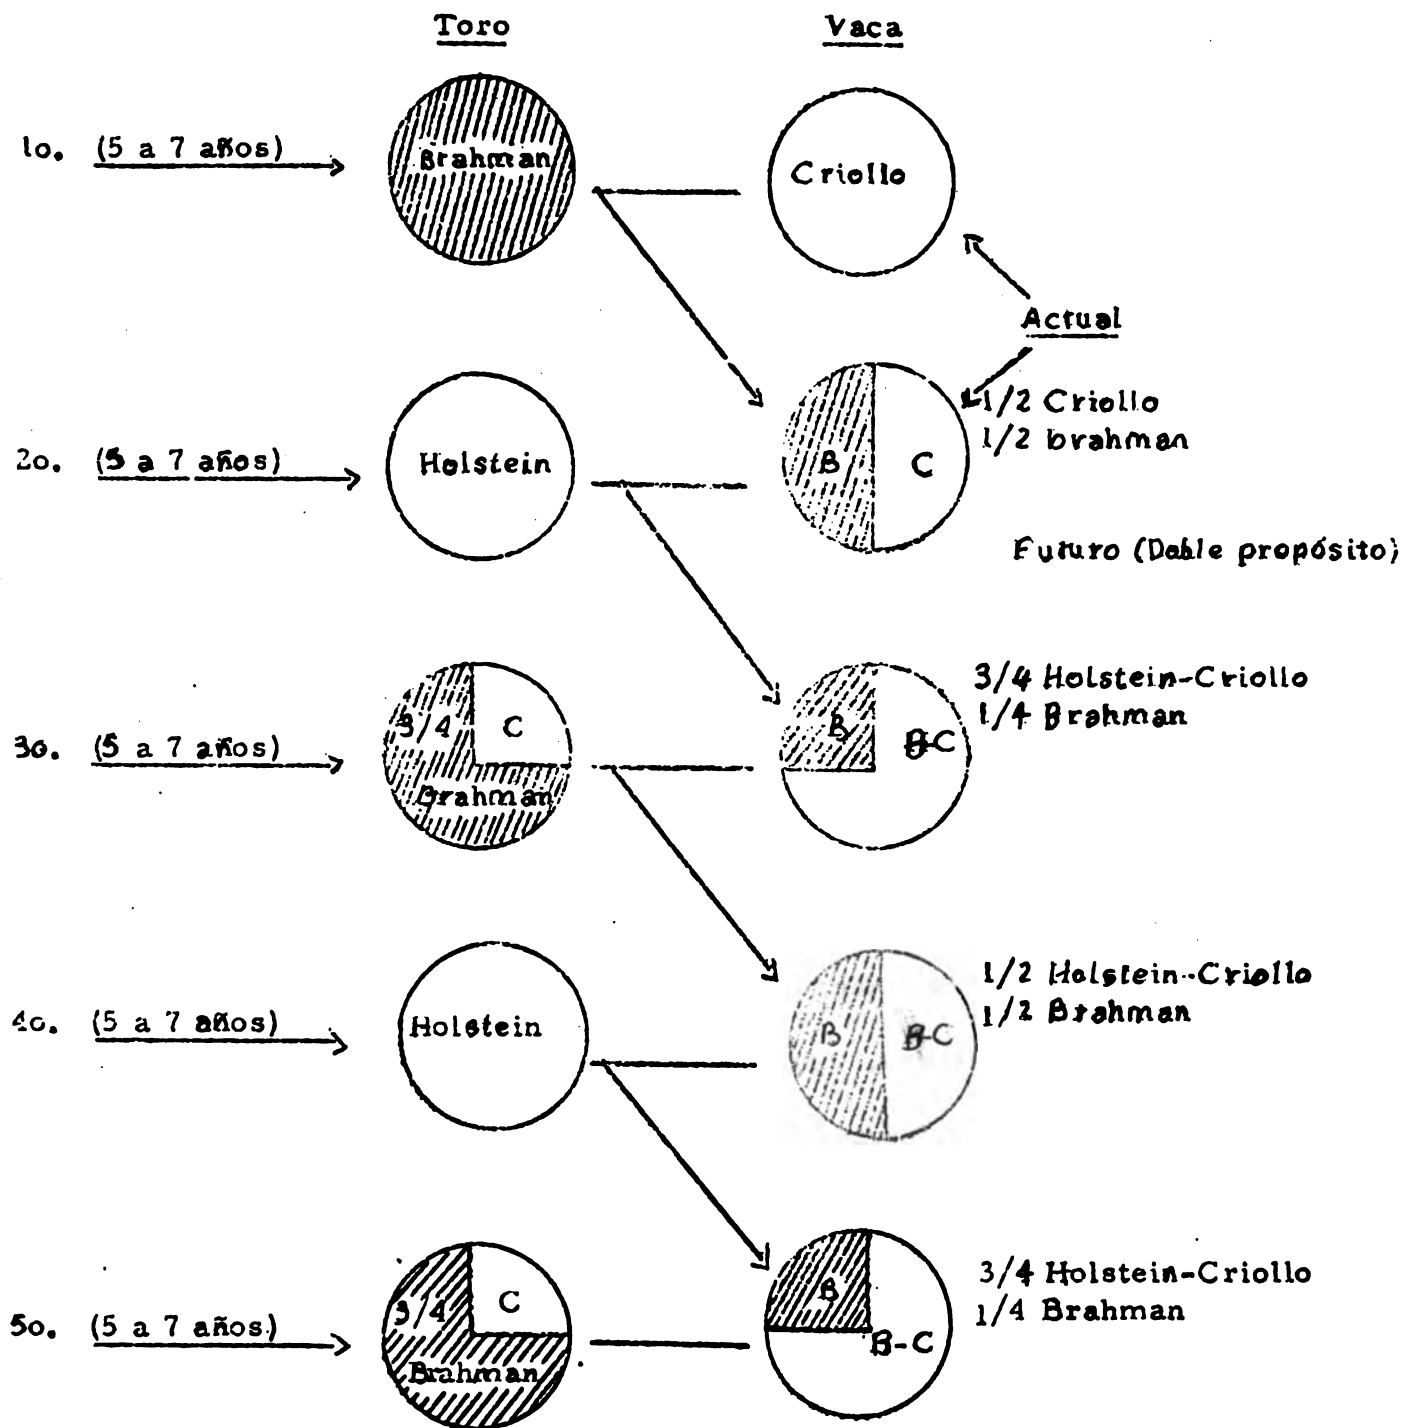 Toro Vaca
1o. (5 a 7 años) Brahman Criollo
Actual
1/2 Criollo
1/2 brahman
2o. (5 a 7 años) Holstein B C
Futuro (Doble propósito)
3/4 Holstein-Criollo
1/4 Brahman
3o. (5 a 7 años) 3/4 C B -C
Brahman
1/2 Holstein-Criollo
1/2 Brahman
4o. (5 a 7 años) Holstein B -C
3/4 Holstein-Criollo
1/4 Brahman
5o. (5 a 7 años) 3/4 C B B-C
Brahman